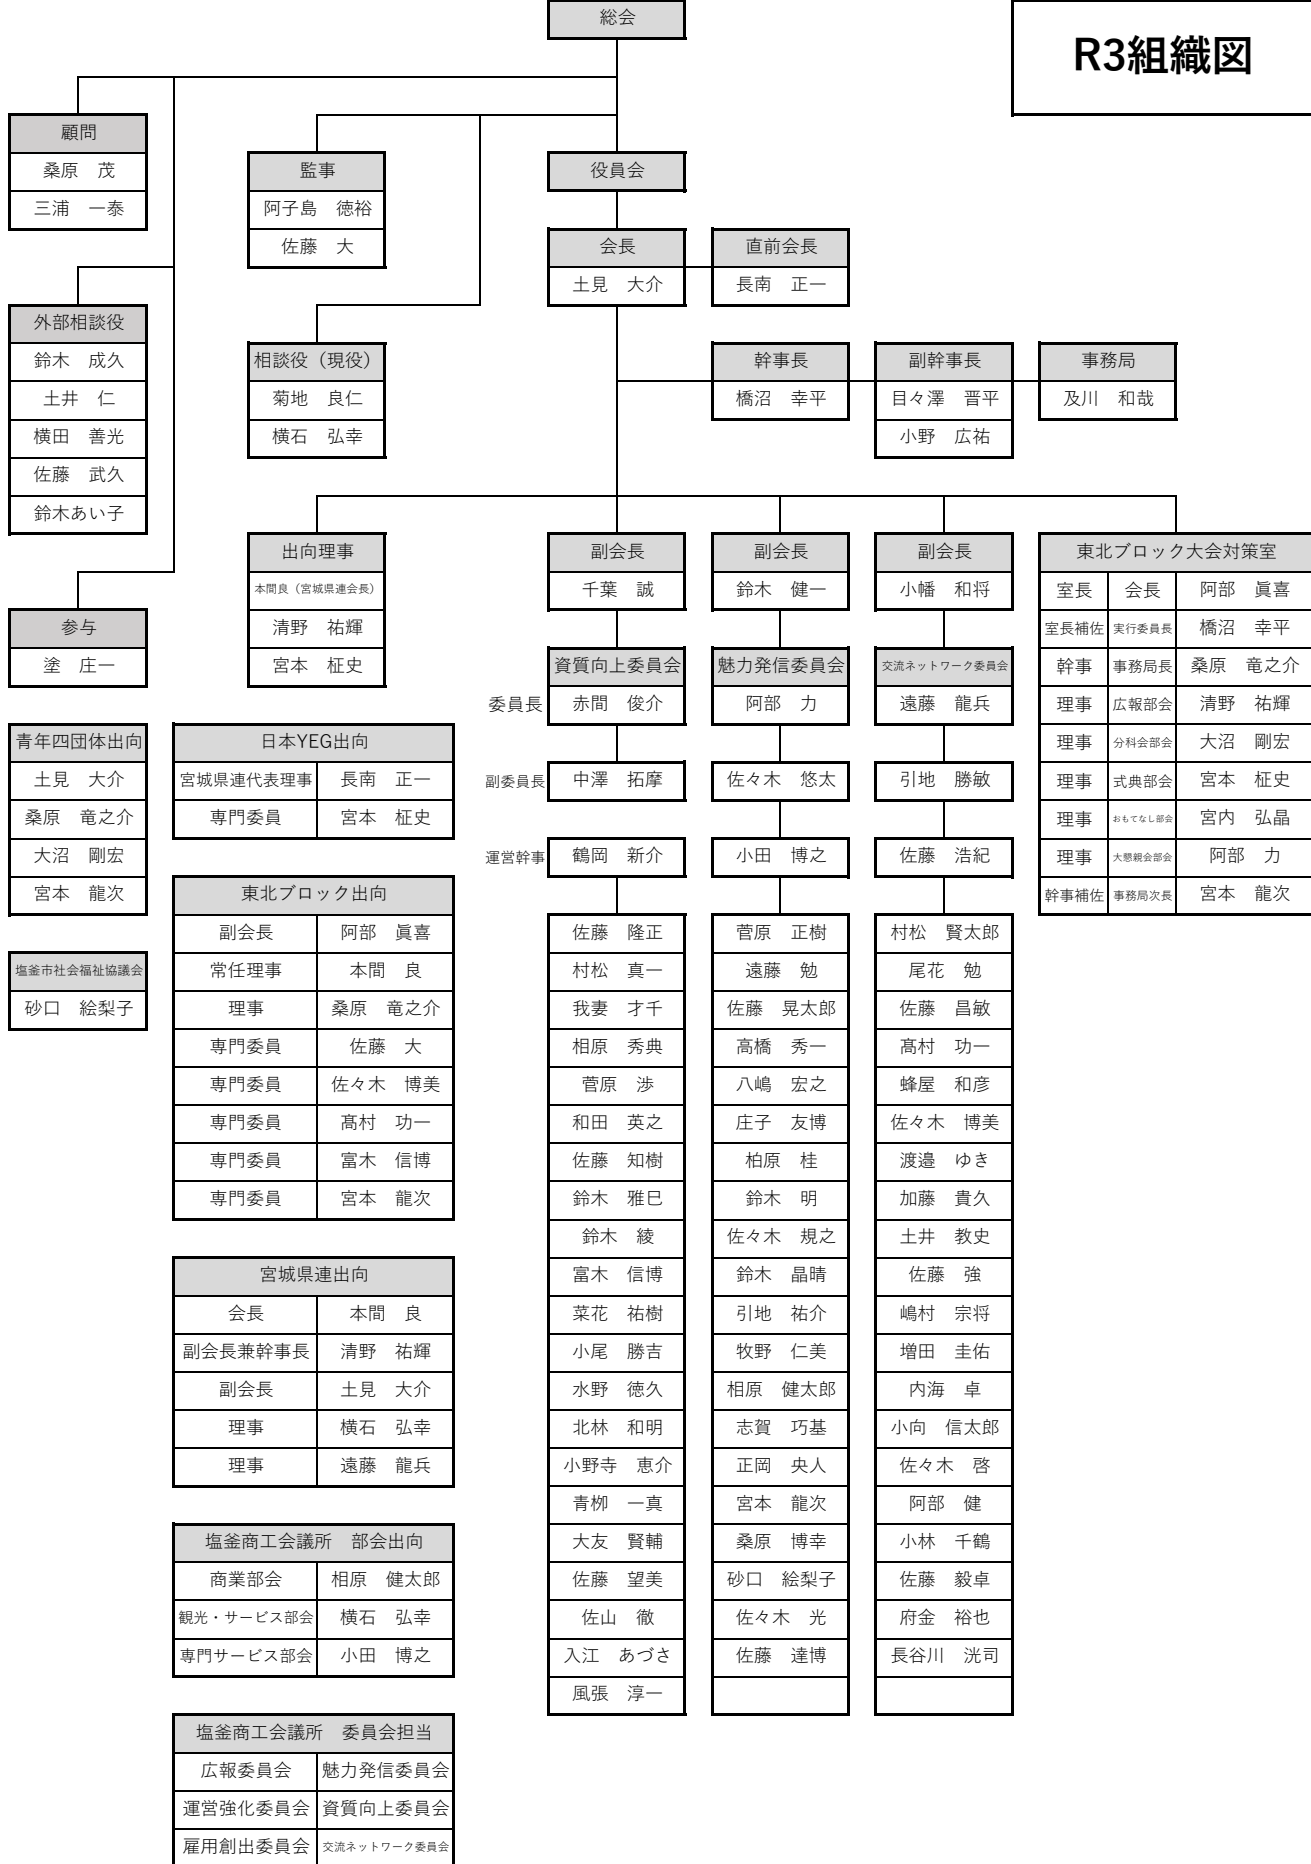 総会
R3組織図
顧問
桑原　茂
三浦　一泰
監事
阿子島　徳裕
佐藤　大
役員会
会長
土見　大介
直前会長
長南　正一
外部相談役
鈴木　成久
土井　仁
横田　善光
佐藤　武久
鈴木あい子
相談役（現役）
菊地　良仁
横石　弘幸
幹事長
橋沼　幸平
副幹事長
目々澤　晋平
小野　広祐
事務局
及川　和哉
参与
塗　庄一
出向理事
本間良（宮城県連会長）
清野　祐輝
宮本　柾史
副会長
千葉　誠
資質向上委員会
委員長
赤間　俊介
副委員長
中澤　拓摩
運営幹事
鶴岡　新介
佐藤　隆正
村松　真一
我妻　才千
相原　秀典
菅原　渉
和田　英之
佐藤　知樹
鈴木　雅巳
鈴木　綾
富木　信博
菜花　祐樹
小尾　勝吉
水野　徳久
北林　和明
小野寺　恵介
青栁　一真
大友　賢輔
佐藤　望美
佐山　徹
入江　あづさ
風張　淳一
副会長
鈴木　健一
魅力発信委員会
阿部　力
佐々木　悠太
小田　博之
菅原　正樹
遠藤　勉
佐藤　晃太郎
高橋　秀一
八嶋　宏之
庄子　友博
柏原　桂
鈴木　明
佐々木　規之
鈴木　晶晴
引地　祐介
牧野　仁美
相原　健太郎
志賀　巧基
正岡　央人
宮本　龍次
桑原　博幸
砂口　絵梨子
佐々木　光
佐藤　達博
副会長
小幡　和将
交流ネットワーク委員会
遠藤　龍兵
引地　勝敏
佐藤　浩紀
村松　賢太郎
尾花　勉
佐藤　昌敏
髙村　功一
蜂屋　和彦
佐々木　博美
渡邉　ゆき
加藤　貴久
土井　教史
佐藤　強
嶋村　宗将
増田　圭佑
内海　卓
小向　信太郎
佐々木　啓
阿部　健
小林　千鶴
佐藤　毅卓
府金　裕也
長谷川　洸司
東北ブロック大会対策室
室長　会長　阿部　眞喜
室長補佐　実行委員長　橋沼　幸平
幹事　事務局長　桑原　竜之介
理事　広報部会　清野　祐輝
理事　分科会部会　大沼　剛宏
理事　式典部会　宮本　柾史
理事　おもてなし部会　宮内　弘晶
理事　大懇親会部会　阿部　力
幹事補佐　事務局次長　宮本　龍次
青年四団体出向
土見　大介
桑原　竜之介
大沼　剛宏
宮本　龍次
塩釜市社会福祉協議会
砂口　絵梨子
日本YEG出向
宮城県連代表理事　長南　正一
専門委員　宮本　柾史
東北ブロック出向
副会長　阿部　眞喜
常任理事　本間　良
理事　桑原　竜之介
専門委員　佐藤　大
専門委員　佐々木　博美
専門委員　髙村　功一
専門委員　富木　信博
専門委員　宮本　龍次
宮城県連出向
会長　本間　良
副会長兼幹事長　清野　祐輝
副会長　土見　大介
理事　横石　弘幸
理事　遠藤　龍兵
塩釜商工会議所　部会出向
商業部会　相原　健太郎
観光・サービス部会　横石　弘幸
専門サービス部会　小田　博之
塩釜商工会議所　委員会担当
広報委員会　魅力発信委員会
運営強化委員会　資質向上委員会
雇用創出委員会　交流ネットワーク委員会